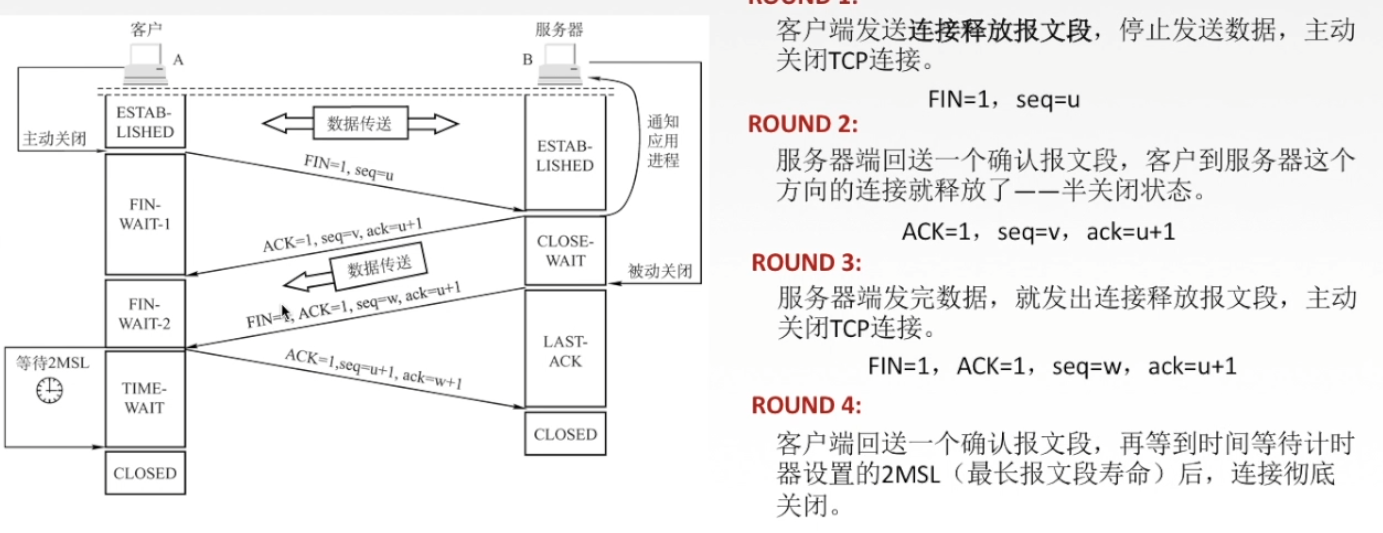 客户
A
服务器
B
ESTAB-
LISHED
主动关闭
数据传送
ESTAB-
LISHED
通知
应用
进程
FIN=1, seq=u
FIN-
WAIT-1
ACK=1, seq=v, ack=u+1
CLOSE-
WAIT
数据传送
被动关闭
FIN-
WAIT-2
FIN=1, ACK=1, seq=w, ack=u+1
LAST-
ACK
ACK=1,seq=u+1, ack=w+1
等待2MSL
TIME-
WAIT
CLOSED
CLOSED
ROUND 1:
客户端发送连接释放报文段，停止发送数据，主动
关闭TCP连接。
FIN=1，seq=u
ROUND 2:
服务器端回送一个确认报文段，客户到服务器这个
方向的连接就释放了——半关闭状态。
ACK=1，seq=v，ack=u+1
ROUND 3:
服务器端发完数据，就发出连接释放报文段，主动
关闭TCP连接。
FIN=1，ACK=1，seq=w，ack=u+1
ROUND 4:
客户端回送一个确认报文段，再等到时间等待计时
器设置的2MSL（最长报文段寿命）后，连接彻底
关闭。